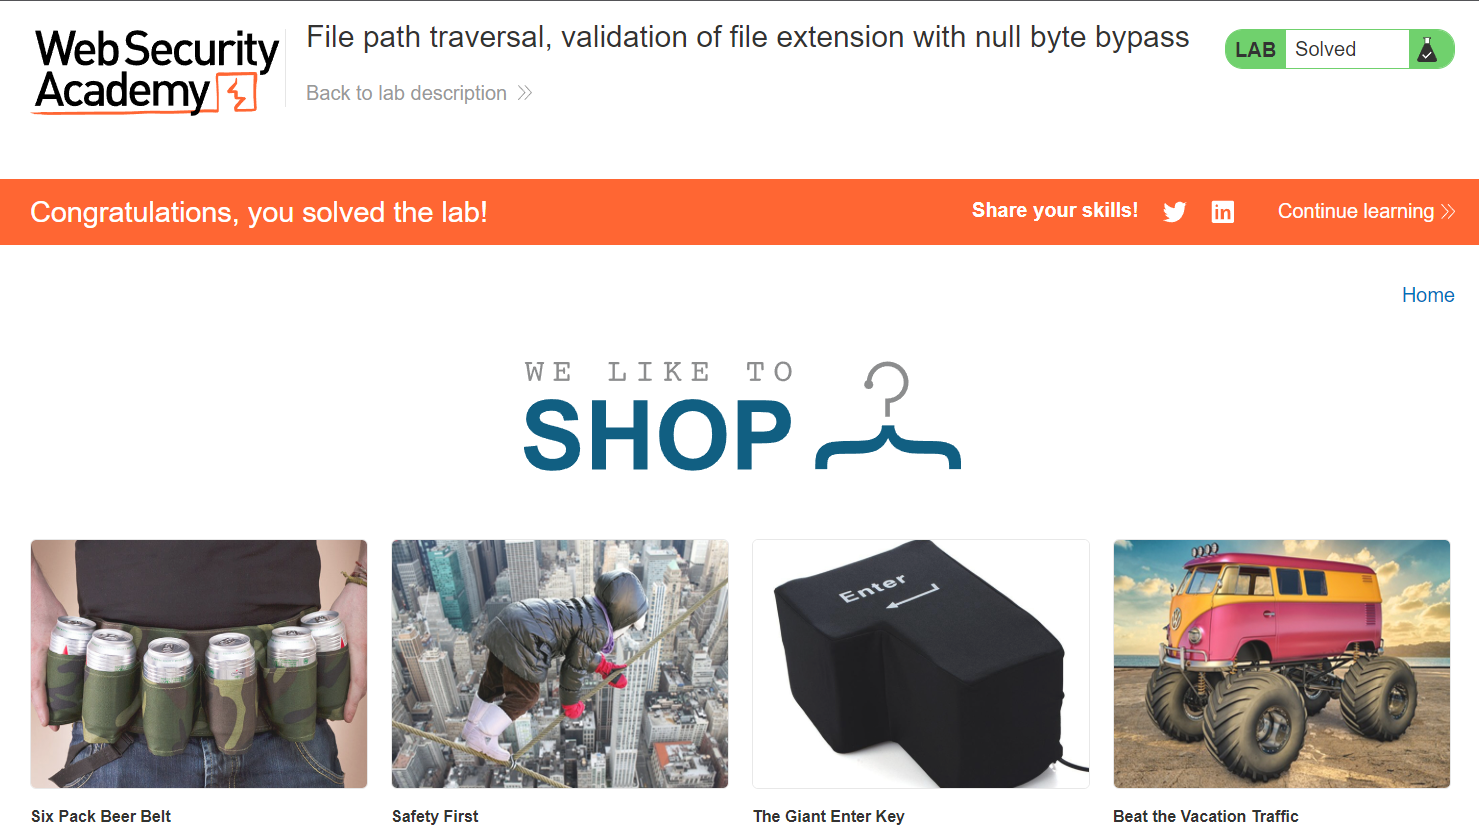 Web Security
Academy
File path traversal, validation of file extension with null byte bypass
Back to lab description
LAB Solved
Congratulations, you solved the lab!
Share your skills!
Continue learning
Home
WE LIKE TO
SHOP
Enter
Six Pack Beer Belt
Safety First
The Giant Enter Key
Beat the Vacation Traffic